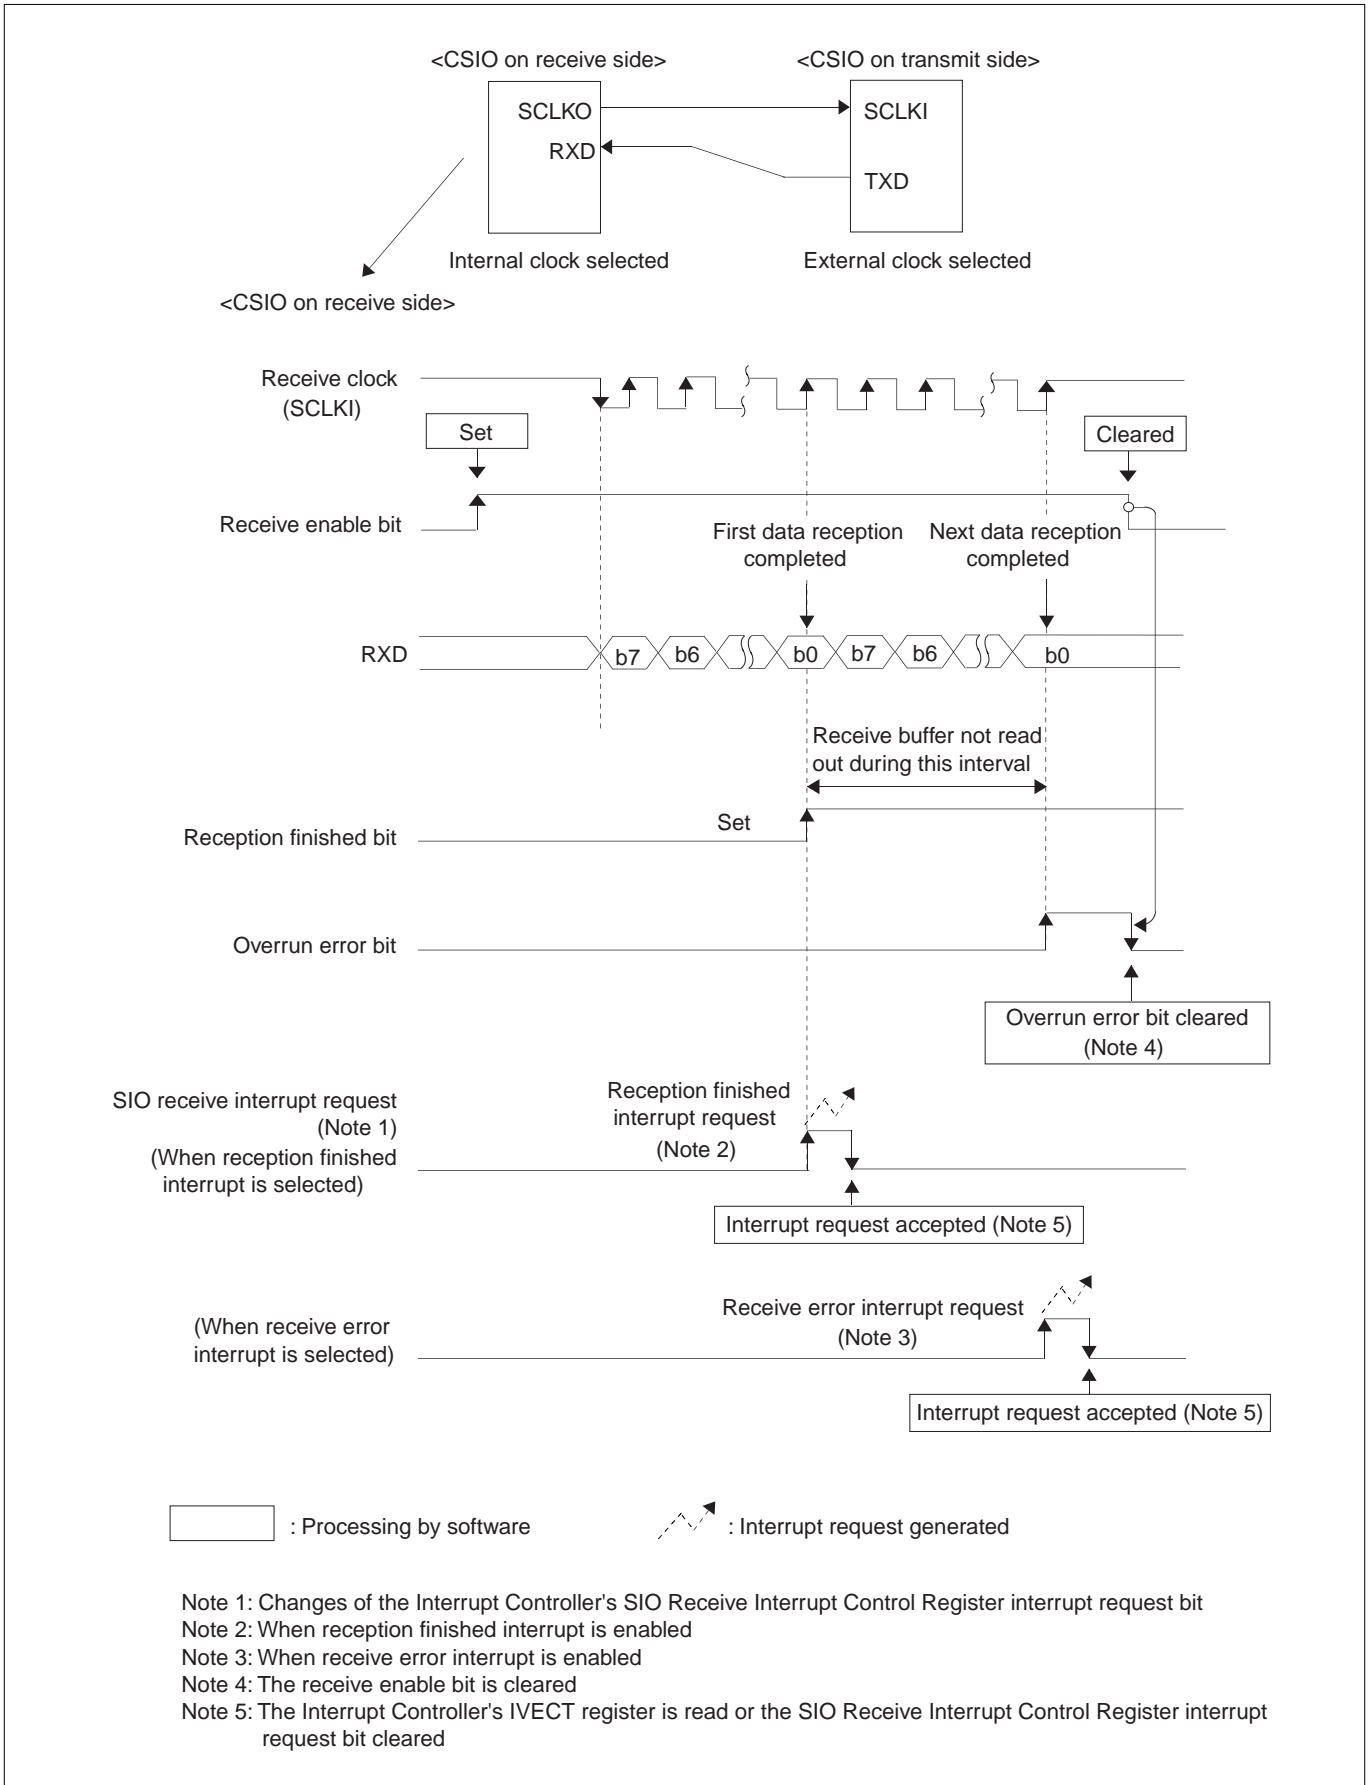 <CSIO on receive side>
<CSIO on transmit side>
SCLKO
SCLKI
RXD
TXD
Internal clock selected
External clock selected
<CSIO on receive side>
Receive clock
(SCLKI)
Set
Cleared
Receive enable bit
First data reception
completed
Next data reception
completed
RXD
b7
b6
b0
b7
b6
b0
Receive buffer not read
out during this interval
Reception finished bit
Set
Overrun error bit
Overrun error bit cleared
(Note 4)
SIO receive interrupt request
(Note 1)
(When reception finished
interrupt is selected)
Reception finished
interrupt request
(Note 2)
Interrupt request accepted (Note 5)
(When receive error
interrupt is selected)
Receive error interrupt request
(Note 3)
Interrupt request accepted (Note 5)
: Processing by software
: Interrupt request generated
Note 1: Changes of the Interrupt Controller's SIO Receive Interrupt Control Register interrupt request bit
Note 2: When reception finished interrupt is enabled
Note 3: When receive error interrupt is enabled
Note 4: The receive enable bit is cleared
Note 5: The Interrupt Controller's IVECT register is read or the SIO Receive Interrupt Control Register interrupt
request bit cleared